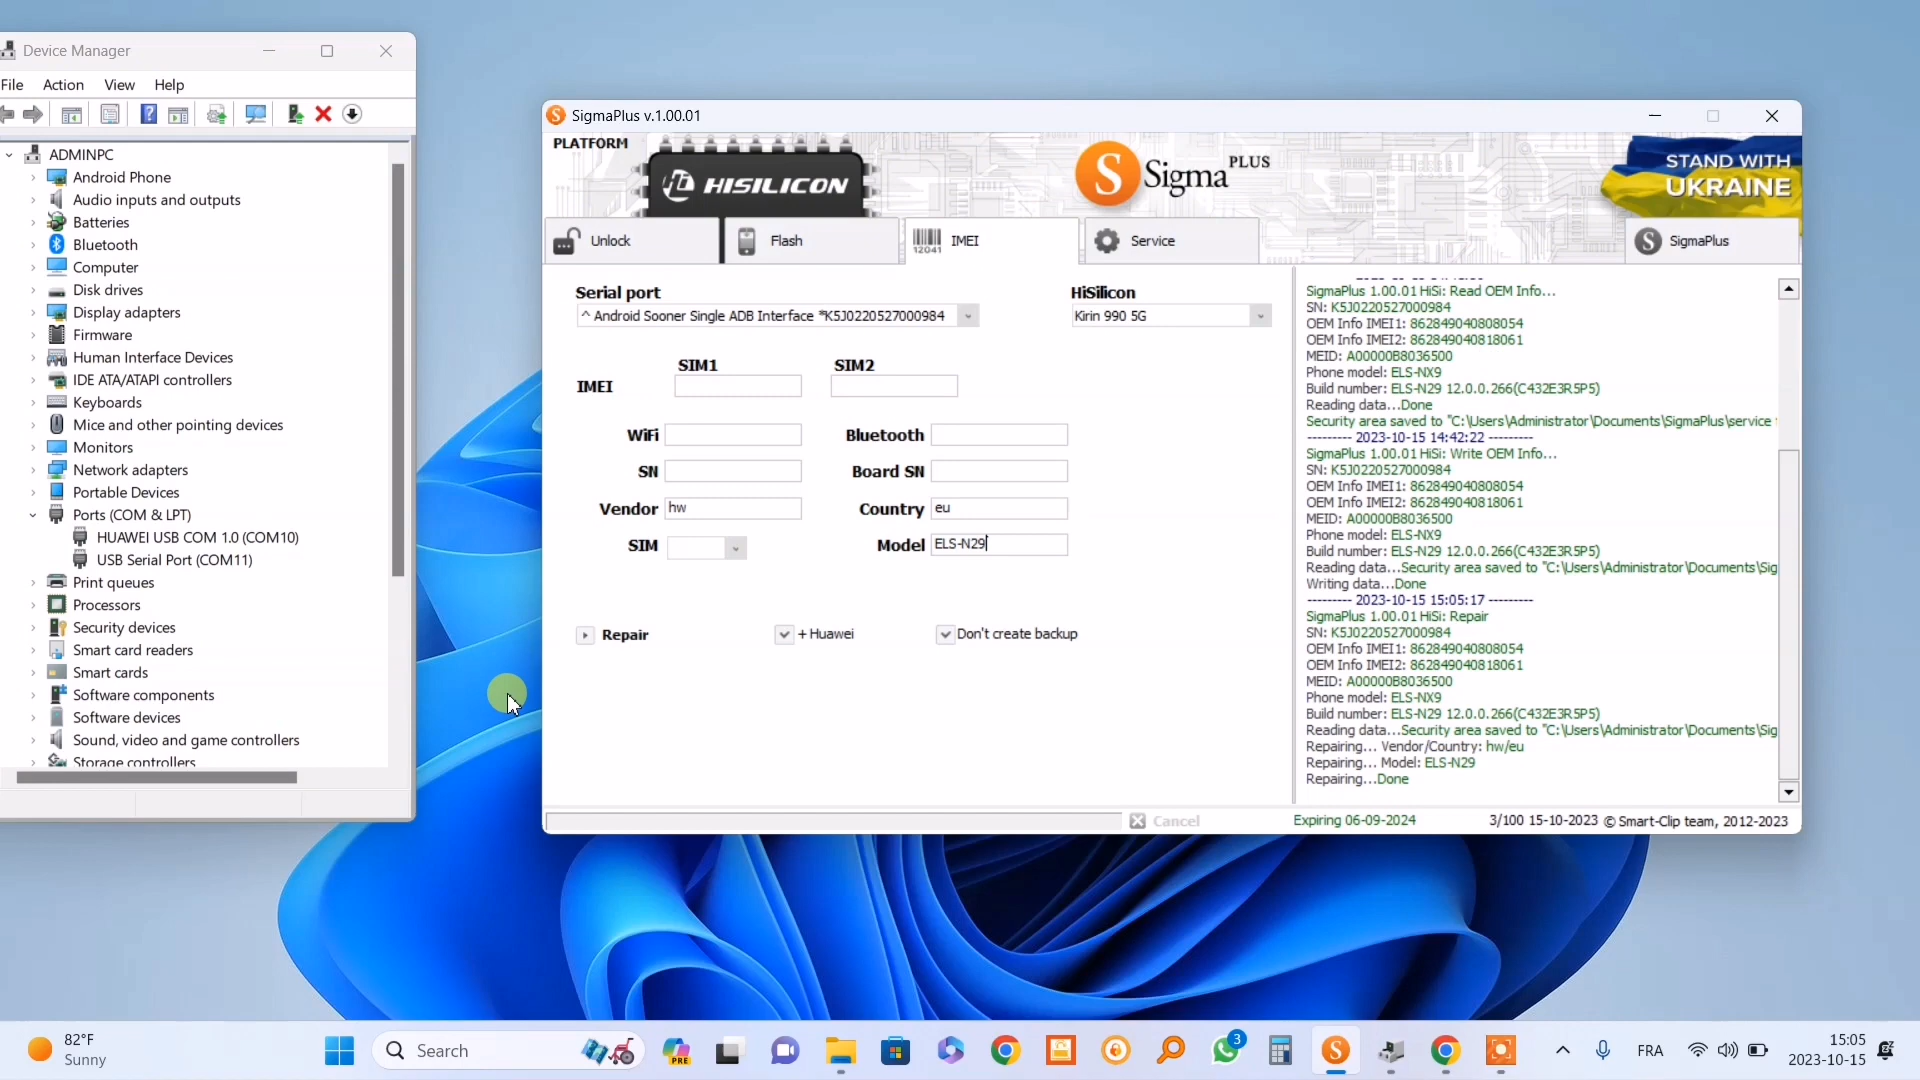 Device Manager
File Action View Help
ADMINPC
Android Phone
Audio inputs and outputs
Batteries
Bluetooth
Computer
Disk drives
Display adapters
Firmware
Human Interface Devices
IDE ATA/ATAPI controllers
Keyboards
Mice and other pointing devices
Monitors
Network adapters
Portable Devices
Ports (COM & LPT)
HUAWEI USB COM 1.0 (COM10)
USB Serial Port (COM11)
Print queues
Processors
Security devices
Smart card readers
Smart cards
Software components
Software devices
Sound, video and game controllers
Storage controllers
SigmaPlus v.1.00.01
PLATFORM
HISILICON
S Sigma PLUS
STAND WITH
UKRAINE
Unlock
Flash
12041 IMEI
Service
S SigmaPlus
Serial port
^ Android Sooner Single ADB Interface *K5J0220527000984
HiSilicon
Kirin 990 5G
SIM1
SIM2
IMEI
WiFi
Bluetooth
SN
Board SN
Vendor hw
Country eu
SIM
Model ELS-N29
Repair
+ Huawei
Don't create backup
SigmaPlus 1.00.01 HiSi: Read OEM Info...
SN: K5J0220527000984
OEM Info IMEI1: 862849040808054
OEM Info IMEI2: 862849040818061
MEID: A00000B8036500
Phone model: ELS-NX9
Build number: ELS-N29 12.0.0.266(C432E3R5P5)
Reading data...Done
Security area saved to "C:\Users\Administrator\Documents\SigmaPlus\service
--------- 2023-10-15 14:42:22 ---------
SigmaPlus 1.00.01 HiSi: Write OEM Info...
SN: K5J0220527000984
OEM Info IMEI1: 862849040808054
OEM Info IMEI2: 862849040818061
MEID: A00000B8036500
Phone model: ELS-NX9
Build number: ELS-N29 12.0.0.266(C432E3R5P5)
Reading data...Security area saved to "C:\Users\Administrator\Documents\Sig
Writing data...Done
--------- 2023-10-15 15:05:17 ---------
SigmaPlus 1.00.01 HiSi: Repair
SN: K5J0220527000984
OEM Info IMEI1: 862849040808054
OEM Info IMEI2: 862849040818061
MEID: A00000B8036500
Phone model: ELS-NX9
Build number: ELS-N29 12.0.0.266(C432E3R5P5)
Reading data...Security area saved to "C:\Users\Administrator\Documents\Sig
Repairing... Vendor/Country: hw/eu
Repairing... Model: ELS-N29
Repairing...Done
Cancel
Expiring 06-09-2024
3/100 15-10-2023 © Smart-Clip team, 2012-2023
82°F
Sunny
Search
PRE
3
FRA
15:05
2023-10-15